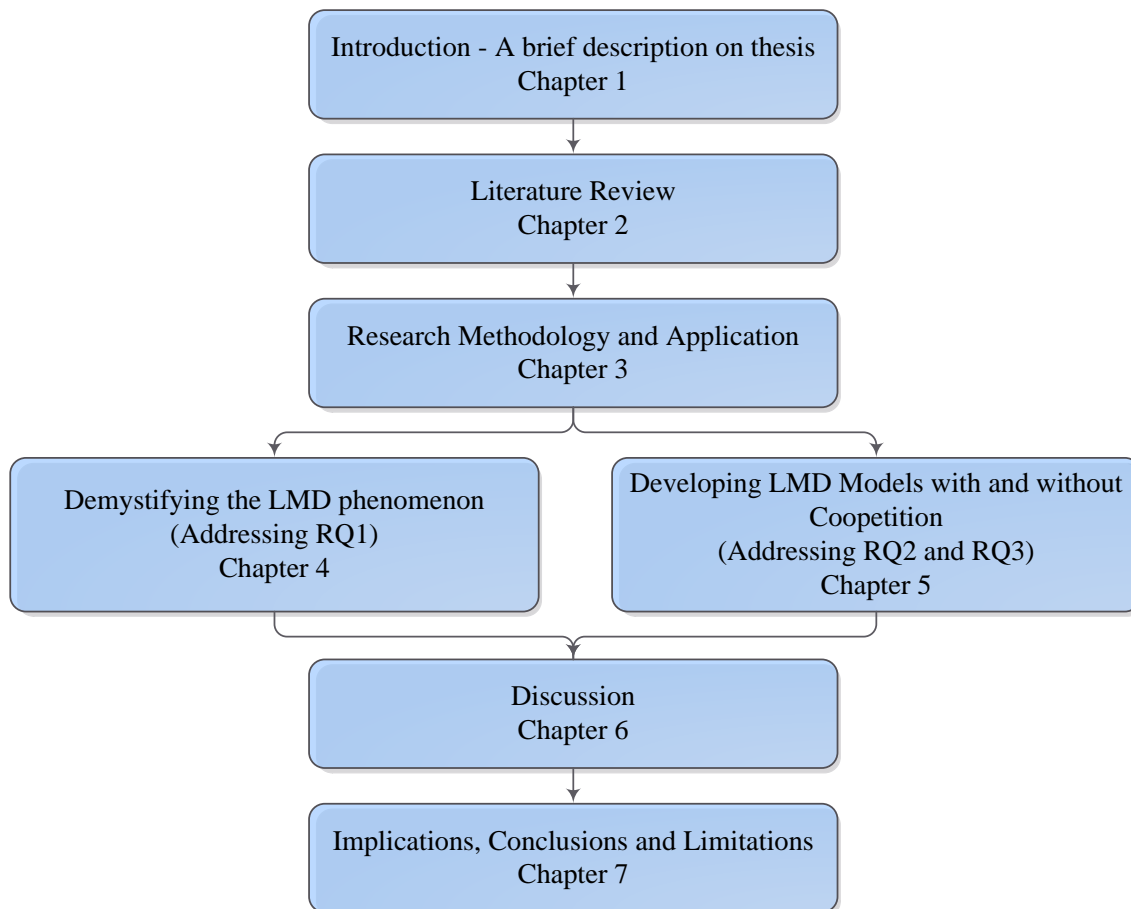 Introduction - A brief description on thesis
Chapter 1
Literature Review
Chapter 2
Research Methodology and Application
Chapter 3
Demystifying the LMD phenomenon
(Addressing RQ1)
Chapter 4
Developing LMD Models with and without
Coopetition
(Addressing RQ2 and RQ3)
Chapter 5
Discussion
Chapter 6
Implications, Conclusions and Limitations
Chapter 7